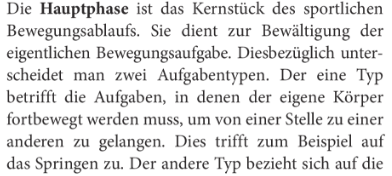 Die Hauptphase ist das Kernstück des sportlichen
Bewegungsablaufs. Sie dient zur Bewältigung der
eigentlichen Bewegungsaufgabe. Diesbezüglich unter-
scheidet man zwei Aufgabentypen. Der eine Typ
betrifft die Aufgaben, in denen der eigene Körper
fortbewegt werden muss, um von einer Stelle zu einer
anderen zu gelangen. Dies trifft zum Beispiel auf
das Springen zu. Der andere Typ bezieht sich auf die